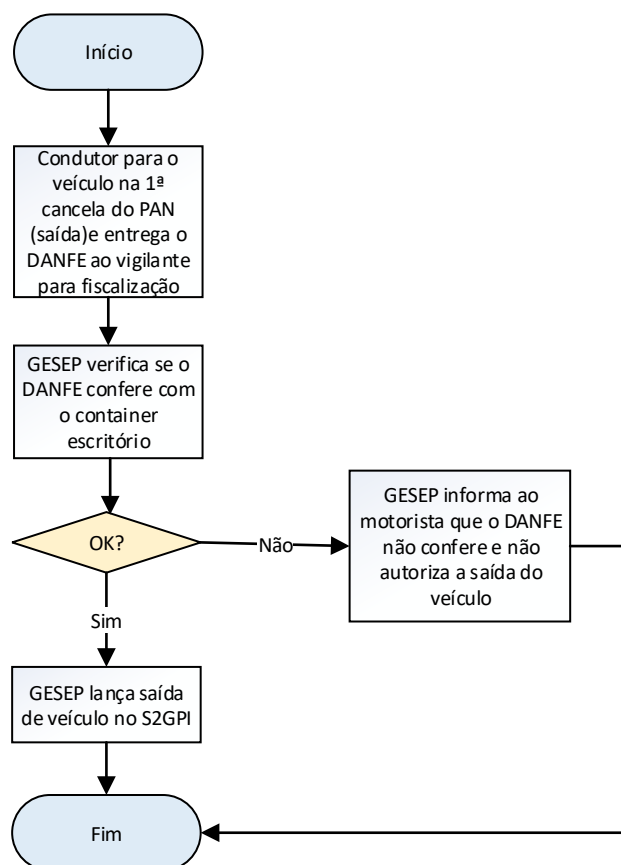 Início
Condutor para o
veículo na 1ª
cancela do PAN
(saída)e entrega o
DANFE ao vigilante
para fiscalização
GESEP verifica se o
DANFE confere com
o container
escritório
OK?
Não
GESEP informa ao
motorista que o DANFE
não confere e não
autoriza a saída do
veículo
Sim
GESEP lança saída
de veículo no S2GPI
Fim